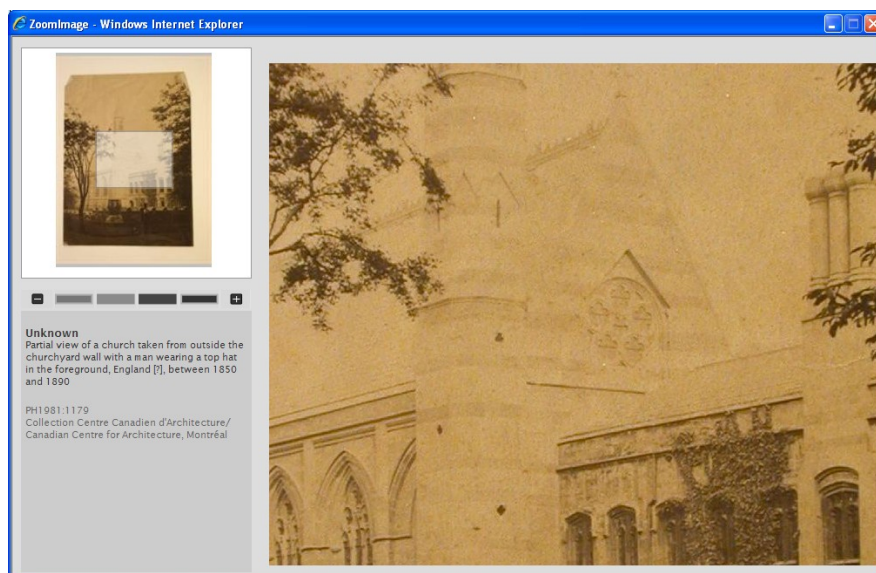 ZoomImage - Windows Internet Explorer
Unknown
Partial view of a church taken from outside the
churchyard wall with a man wearing a top hat
in the foreground, England [?], between 1850
and 1890
PH1981:1179
Collection Centre Canadien d'Architecture/
Canadian Centre for Architecture, Montréal